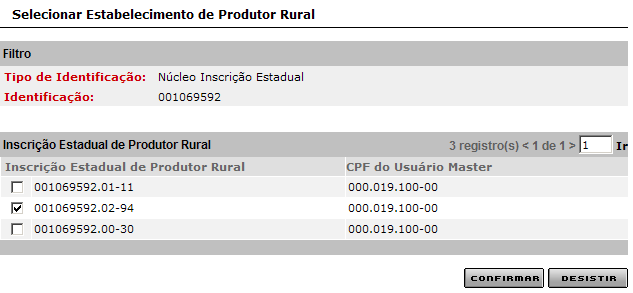 Selecionar Estabelecimento de Produtor Rural
Filtro
Tipo de Identificação: Núcleo Inscrição Estadual
Identificação: 001069592
Inscrição Estadual de Produtor Rural 3 registro(s) < 1 de 1 > 1 Ir
Inscrição Estadual de Produtor Rural CPF do Usuário Master
001069592.01-11 000.019.100-00
001069592.02-94 000.019.100-00
001069592.00-30 000.019.100-00
CONFIRMAR DESISTIR